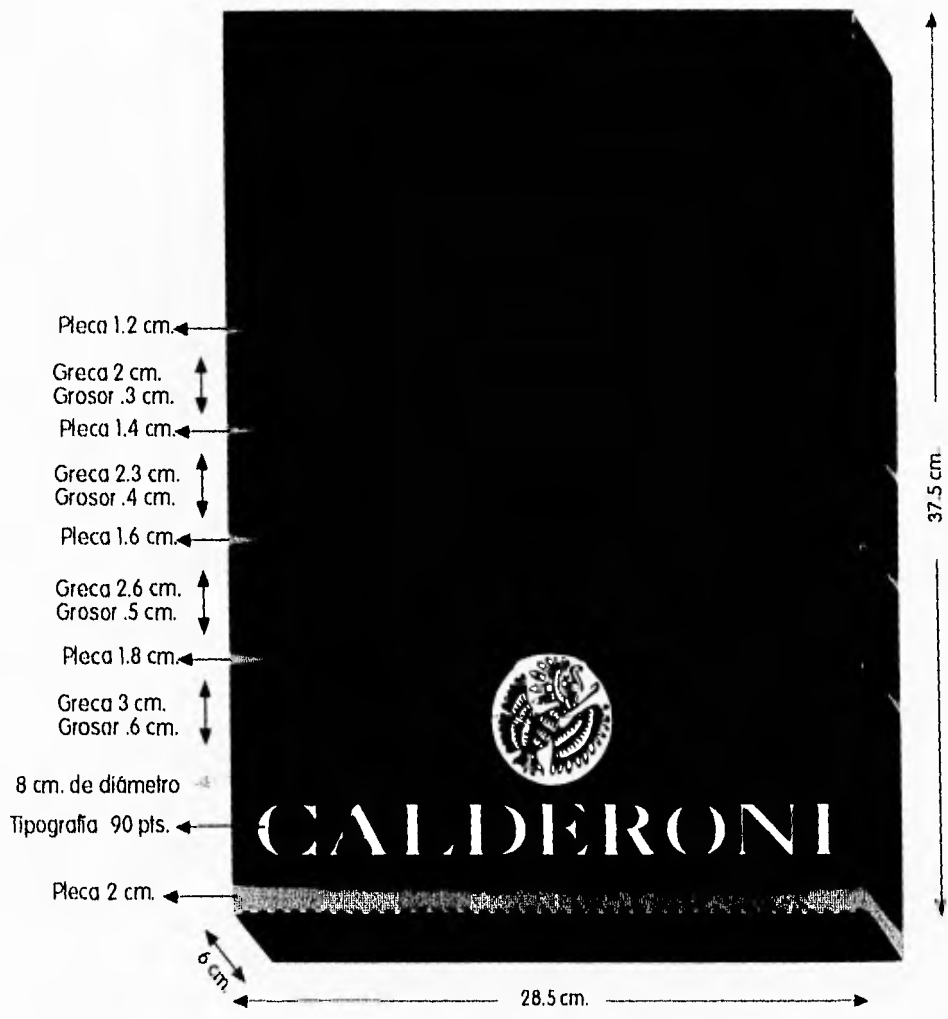 Pleca 1.2 cm.
Greca 2 cm.
Grosor .3 cm.
Pleca 1.4 cm.
Greca 2.3 cm.
Grosor .4 cm.
Pleca 1.6 cm.
Greca 2.6 cm.
Grosor .5 cm.
Pleca 1.8 cm.
Greca 3 cm.
Grosor .6 cm.
8 cm. de diámetro
Tipografía 90 pts.
CALDERONI
Pleca 2 cm.
6 cm.
28.5 cm.
37.5 cm.